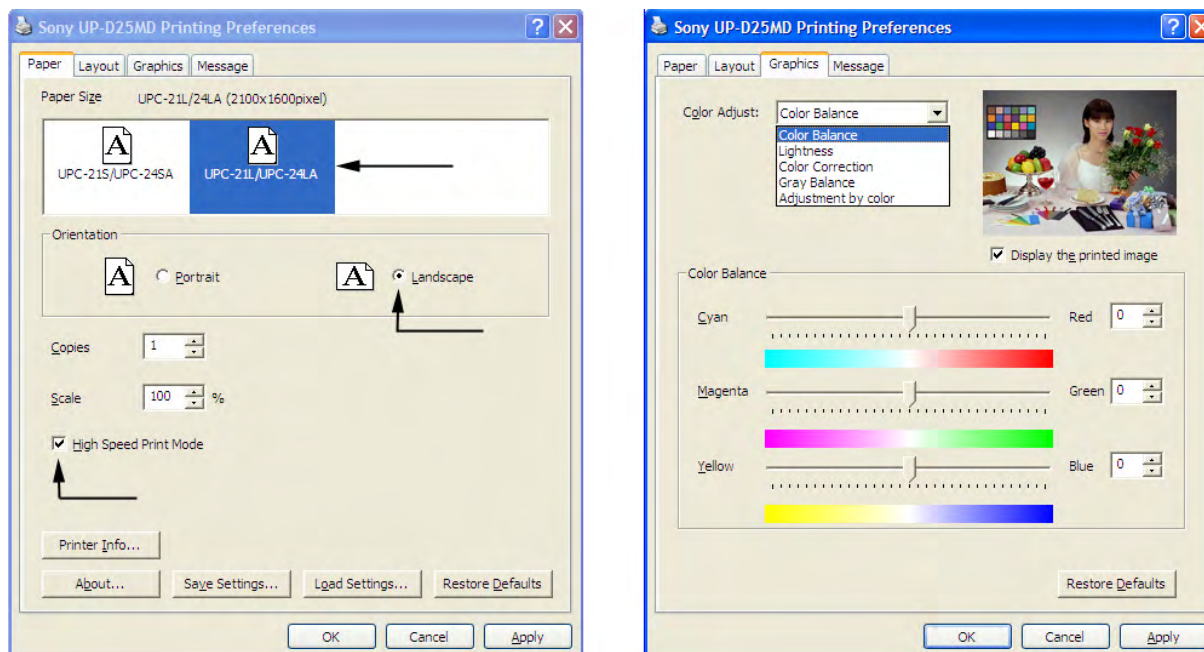 Sony UP-D25MD Printing Preferences
Paper Layout Graphics Message
Paper Size UPC-21L/24LA (2100x1600pixel)
A A
UPC-21S/UPC-24SA UPC-21L/UPC-24LA
Orientation
A Portrait A Landscape
Copies 1
Scale 100 %
High Speed Print Mode
Printer Info...
About... Save Settings... Load Settings... Restore Defaults
OK Cancel Apply
Sony UP-D25MD Printing Preferences
Paper Layout Graphics Message
Color Adjust: Color Balance
Color Balance
Lightness
Color Correction
Gray Balance
Adjustment by color
Display the printed image
Color Balance
Cyan Red 0
Magenta Green 0
Yellow Blue 0
Restore Defaults
OK Cancel Apply